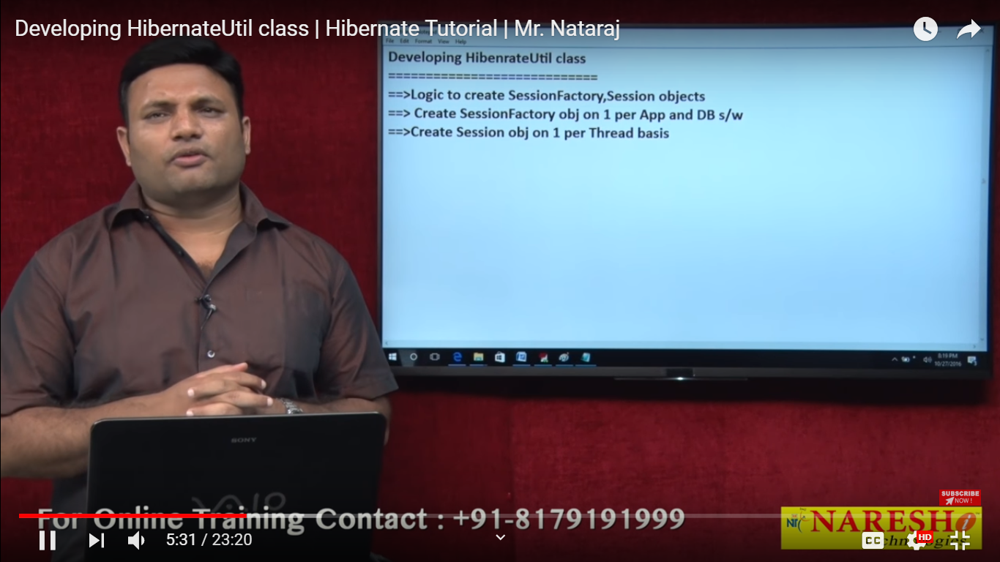 Developing HibernateUtil class | Hibernate Tutorial | Mr. Nataraj
File Edit Format View Help
Developing HibenrateUtil class
============================
==>Logic to create SessionFactory,Session objects
==> Create SessionFactory obj on 1 per App and DB s/w
==>Create Session obj on 1 per Thread basis
8:19 PM
10/27/2016
SONY
VAIO
SUBSCRIBE
NOW !
For Online Training Contact : +91-8179191999
NARESH i
Technologies
5:31 / 23:20
CC
HD